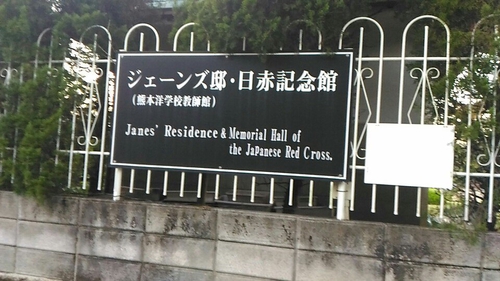 ジェーンズ邸・日赤記念館
（熊本洋学校教師館）
Janes' Residence & Memorial Hall of
the Japanese Red Cross.